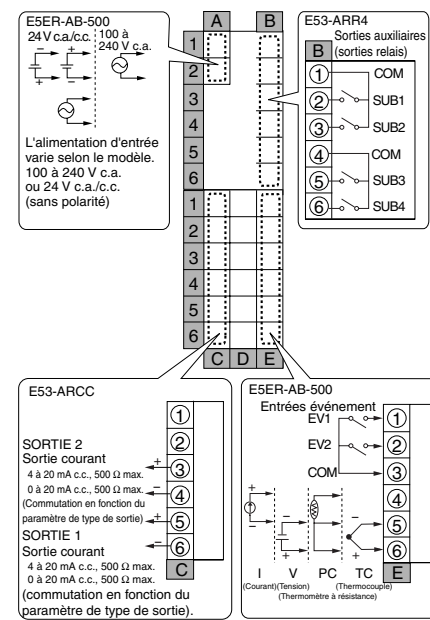 E5ER-AB-500
24 V c.a./c.c.
100 à
240 V c.a.
L'alimentation d'entrée
varie selon le modèle.
100 à 240 V c.a.
ou 24 V c.a./c.c.
(sans polarité)
A
B
1
2
3
4
5
6
1
2
3
4
5
6
C D E
E53-ARR4
Sorties auxiliaires
(sorties relais)
B
1 COM
2 SUB1
3 SUB2
4 COM
5 SUB3
6 SUB4
E53-ARCC
1
2
3
4
5
6
C
SORTIE 2
Sortie courant
4 à 20 mA c.c., 500 Ω max.
0 à 20 mA c.c., 500 Ω max.
(Commutation en fonction du
paramètre de type de sortie)
SORTIE 1
Sortie courant
4 à 20 mA c.c., 500 Ω max.
0 à 20 mA c.c., 500 Ω max.
(commutation en fonction du
paramètre de type de sortie).
E5ER-AB-500
Entrées événement
EV1
EV2
COM
1
2
3
4
5
6
E
I V PC TC
(Courant) (Tension) (Thermocouple)
(Thermomètre à résistance)